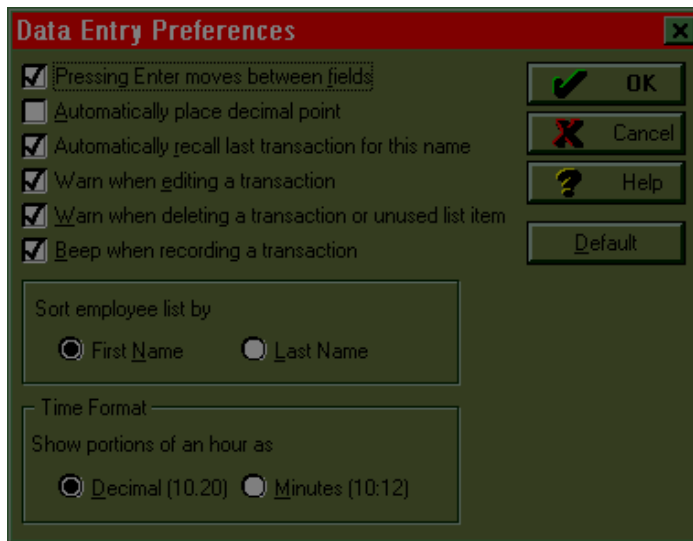 Data Entry Preferences
Pressing Enter moves between fields
Automatically place decimal point
Automatically recall last transaction for this name
Warn when editing a transaction
Warn when deleting a transaction or unused list item
Beep when recording a transaction
OK
Cancel
Help
Default
Sort employee list by
First Name
Last Name
Time Format
Show portions of an hour as
Decimal (10.20)
Minutes (10:12)